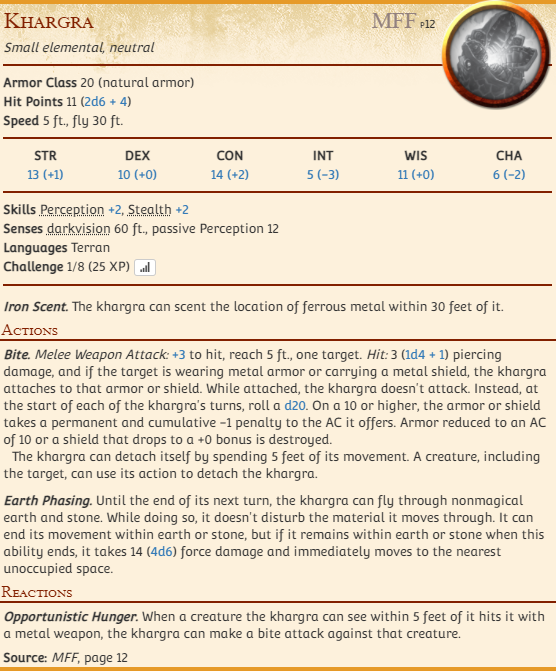 Khargra MFF p12
Small elemental, neutral
Armor Class 20 (natural armor)
Hit Points 11 (2d6 + 4)
Speed 5 ft., fly 30 ft.
STR DEX CON INT WIS CHA
13 (+1) 10 (+0) 14 (+2) 5 (−3) 11 (+0) 6 (−2)
Skills Perception +2, Stealth +2
Senses darkvision 60 ft., passive Perception 12
Languages Terran
Challenge 1/8 (25 XP)
Iron Scent. The khargra can scent the location of ferrous metal within 30 feet of it.
Actions
Bite. Melee Weapon Attack: +3 to hit, reach 5 ft., one target. Hit: 3 (1d4 + 1) piercing
damage, and if the target is wearing metal armor or carrying a metal shield, the khargra
attaches to that armor or shield. While attached, the khargra doesn't attack. Instead, at
the start of each of the khargra's turns, roll a d20. On a 10 or higher, the armor or shield
takes a permanent and cumulative −1 penalty to the AC it offers. Armor reduced to an AC
of 10 or a shield that drops to a +0 bonus is destroyed.
The khargra can detach itself by spending 5 feet of its movement. A creature, including
the target, can use its action to detach the khargra.
Earth Phasing. Until the end of its next turn, the khargra can fly through nonmagical
earth and stone. While doing so, it doesn't disturb the material it moves through. It can
end its movement within earth or stone, but if it remains within earth or stone when this
ability ends, it takes 14 (4d6) force damage and immediately moves to the nearest
unoccupied space.
Reactions
Opportunistic Hunger. When a creature the khargra can see within 5 feet of it hits it with
a metal weapon, the khargra can make a bite attack against that creature.
Source: MFF, page 12